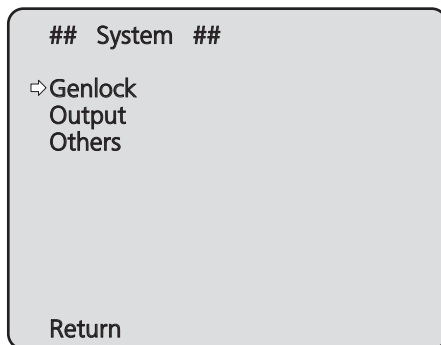 ## System ##
⇨Genlock
Output
Others
Return